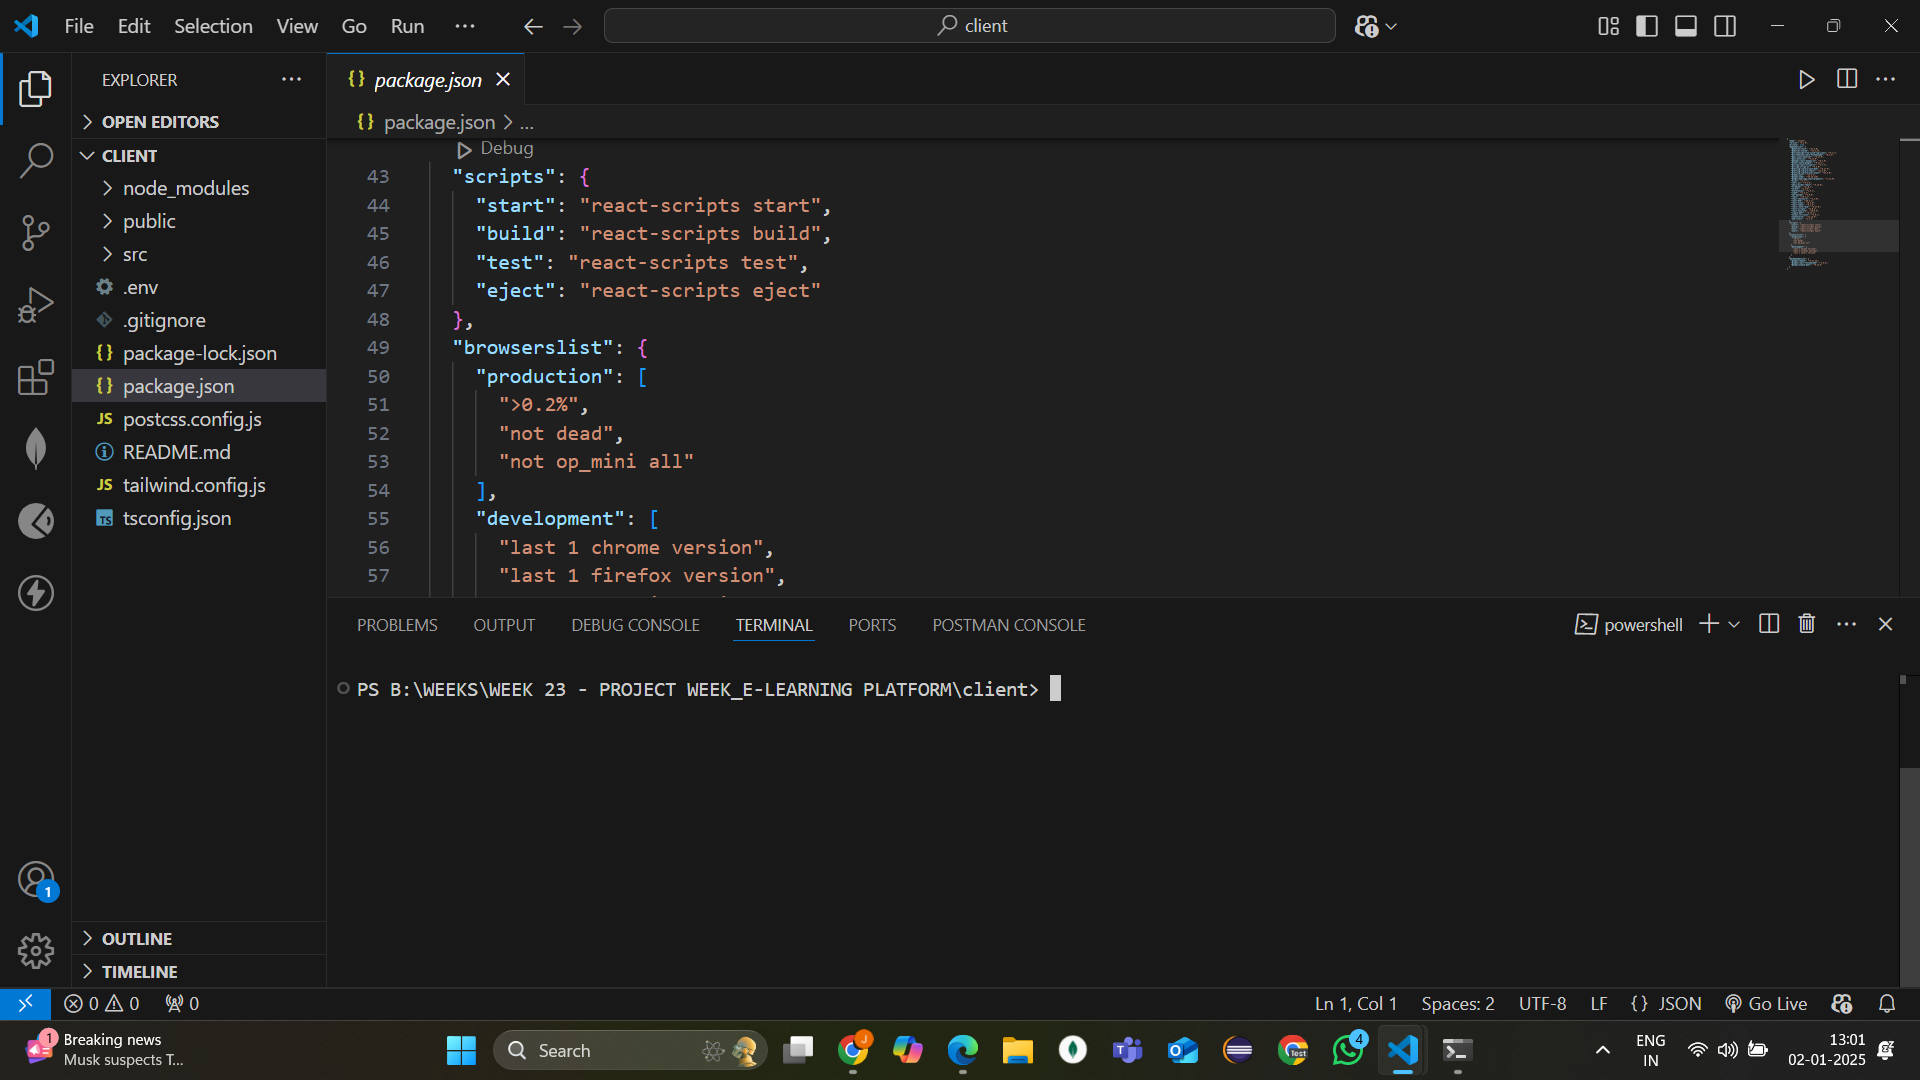 File Edit Selection View Go Run ···
client
EXPLORER
OPEN EDITORS
CLIENT
node_modules
public
src
.env
.gitignore
package-lock.json
package.json
postcss.config.js
README.md
tailwind.config.js
tsconfig.json
OUTLINE
TIMELINE
package.json
package.json > ...
Debug
43 "scripts": {
44 "start": "react-scripts start",
45 "build": "react-scripts build",
46 "test": "react-scripts test",
47 "eject": "react-scripts eject"
48 },
49 "browserslist": {
50 "production": [
51 ">0.2%",
52 "not dead",
53 "not op_mini all"
54 ],
55 "development": [
56 "last 1 chrome version",
57 "last 1 firefox version",
PROBLEMS OUTPUT DEBUG CONSOLE TERMINAL PORTS POSTMAN CONSOLE
powershell
PS B:\WEEKS\WEEK 23 - PROJECT WEEK_E-LEARNING PLATFORM\client>
1
0 0 0
Ln 1, Col 1 Spaces: 2 UTF-8 LF {} JSON Go Live
1
Breaking news
Musk suspects T...
Search
J
Test
4
ENG
IN
13:01
02-01-2025